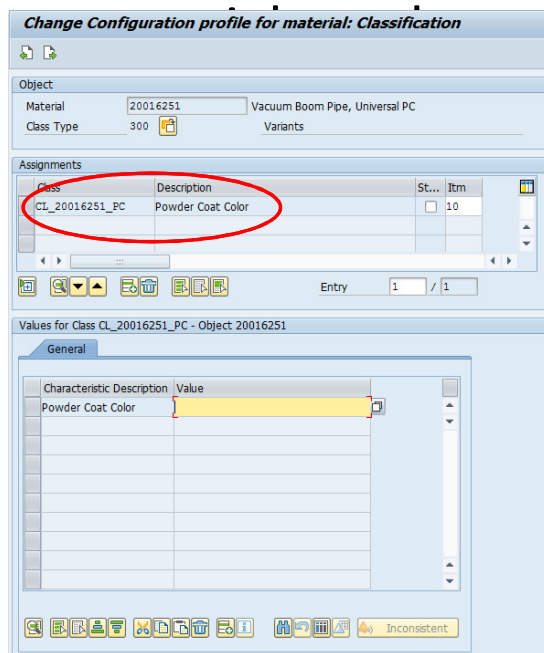 Change Configuration profile for material: Classification
Object
Material 20016251 Vacuum Boom Pipe, Universal PC
Class Type 300 Variants
Assignments
Class Description St... Itm
CL_20016251_PC Powder Coat Color 10
Entry 1 / 1
Values for Class CL_20016251_PC - Object 20016251
General
Characteristic Description Value
Powder Coat Color
Inconsistent